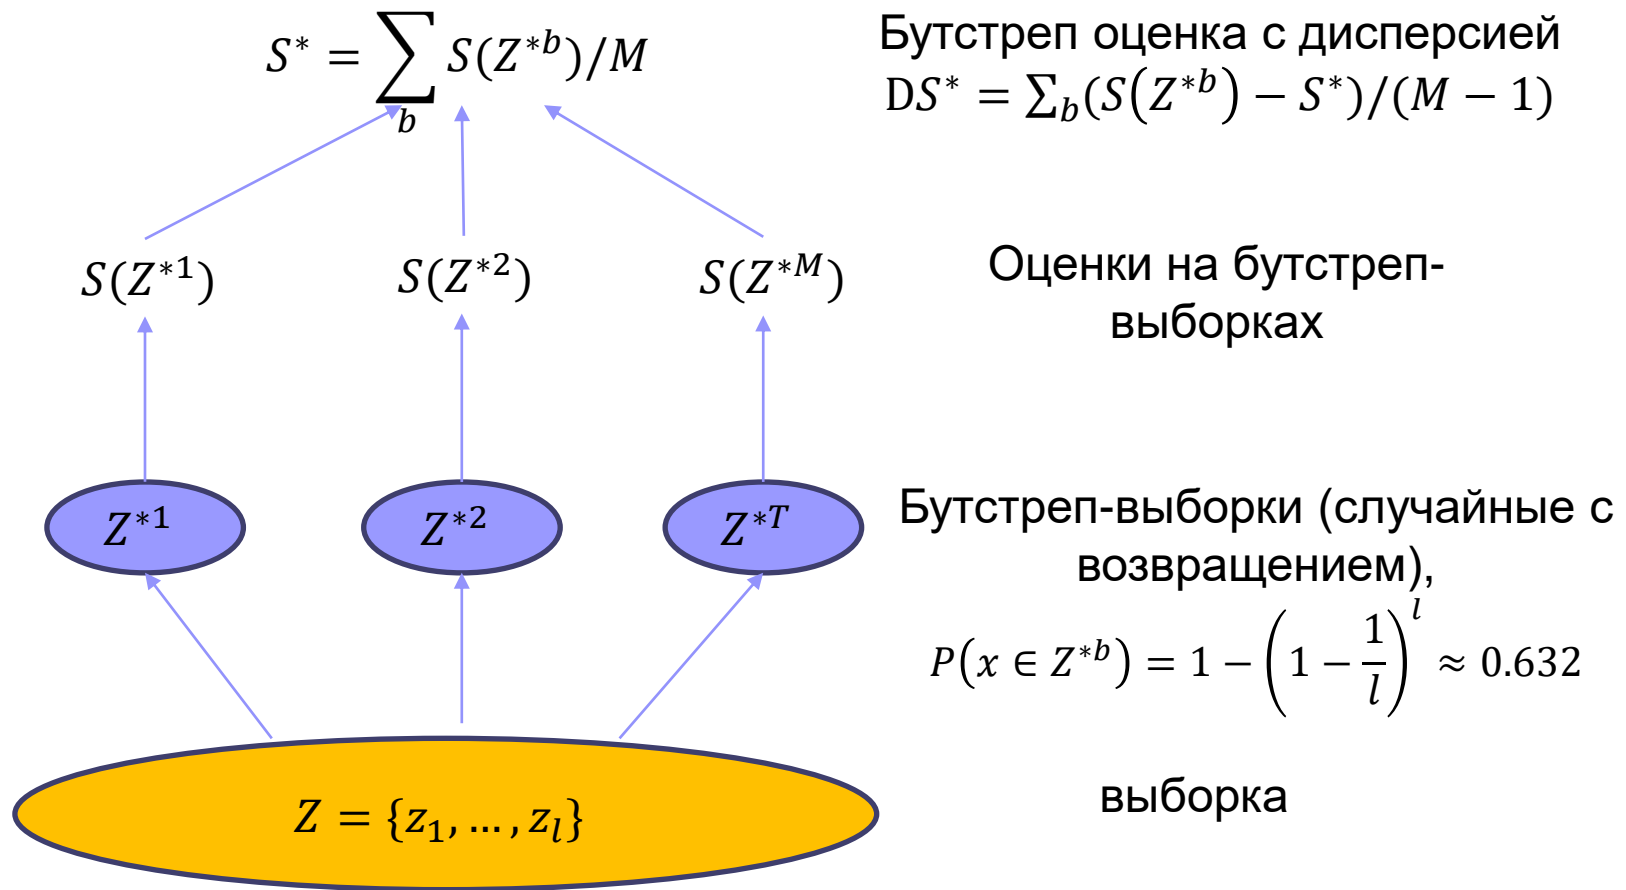 S* = ∑_b S(Z^{*b})/M
Бутстреп оценка с дисперсией
DS* = ∑_b(S(Z^{*b}) − S*)/(M − 1)
S(Z^{*1})
S(Z^{*2})
S(Z^{*M})
Оценки на бутстреп-
выборках
Z^{*1}
Z^{*2}
Z^{*T}
Бутстреп-выборки (случайные с
возвращением),
P(x ∈ Z^{*b}) = 1 − (1 − 1/l)^l ≈ 0.632
Z = {z_1, … , z_l}
выборка